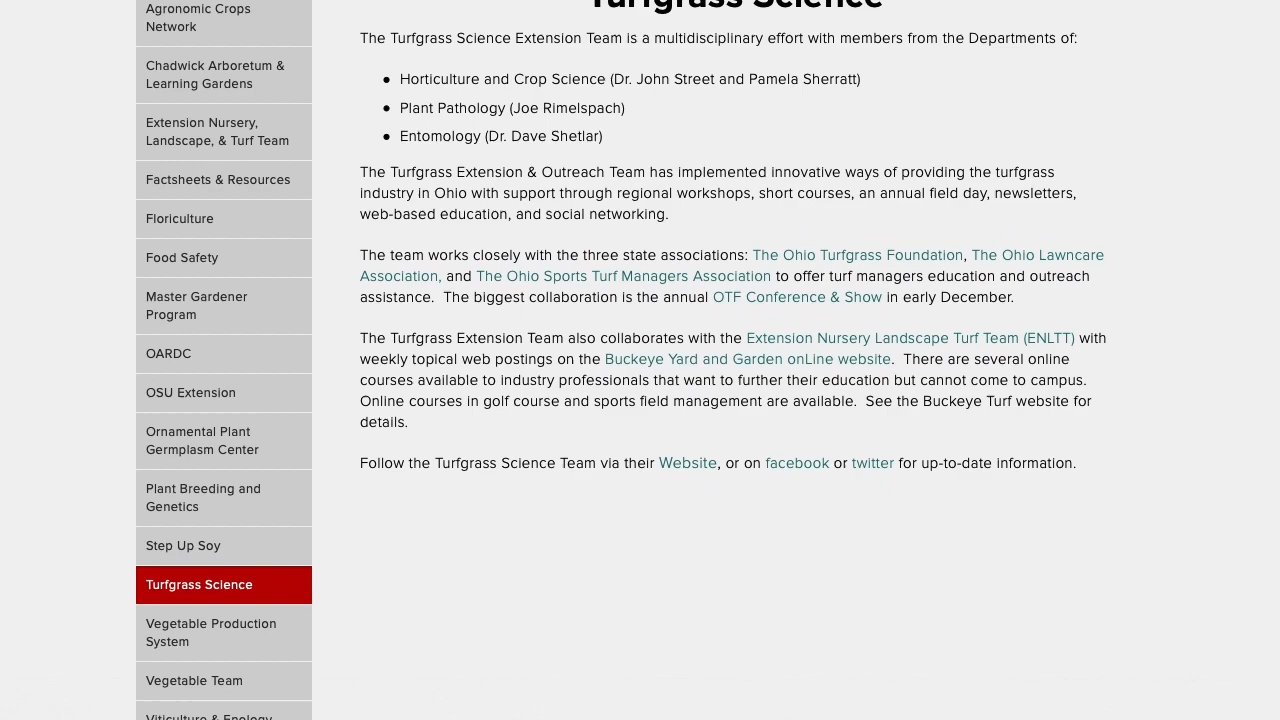 Agronomic Crops
Network
Chadwick Arboretum &
Learning Gardens
Extension Nursery,
Landscape, & Turf Team
Factsheets & Resources
Floriculture
Food Safety
Master Gardener
Program
OARDC
OSU Extension
Ornamental Plant
Germplasm Center
Plant Breeding and
Genetics
Step Up Soy
Turfgrass Science
Vegetable Production
System
Vegetable Team
Viticulture & Enology
Turfgrass Science
The Turfgrass Science Extension Team is a multidisciplinary effort with members from the Departments of:
● Horticulture and Crop Science (Dr. John Street and Pamela Sherratt)
● Plant Pathology (Joe Rimelspach)
● Entomology (Dr. Dave Shetlar)
The Turfgrass Extension & Outreach Team has implemented innovative ways of providing the turfgrass
industry in Ohio with support through regional workshops, short courses, an annual field day, newsletters,
web-based education, and social networking.
The team works closely with the three state associations: The Ohio Turfgrass Foundation, The Ohio Lawncare
Association, and The Ohio Sports Turf Managers Association to offer turf managers education and outreach
assistance.  The biggest collaboration is the annual OTF Conference & Show in early December.
The Turfgrass Extension Team also collaborates with the Extension Nursery Landscape Turf Team (ENLTT) with
weekly topical web postings on the Buckeye Yard and Garden onLine website.  There are several online
courses available to industry professionals that want to further their education but cannot come to campus.
Online courses in golf course and sports field management are available.  See the Buckeye Turf website for
details.
Follow the Turfgrass Science Team via their Website, or on facebook or twitter for up-to-date information.